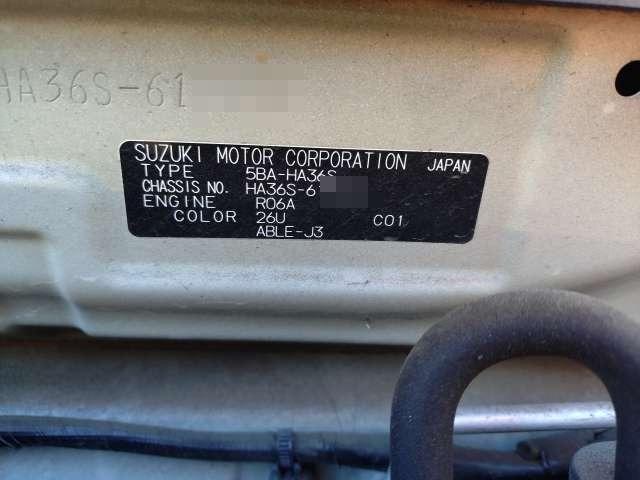 HA36S-61
SUZUKI MOTOR CORPORATION JAPAN
TYPE 5BA-HA36S
CHASSIS NO. HA36S-61
ENGINE R06A
COLOR 26U C01
ABLE-J3